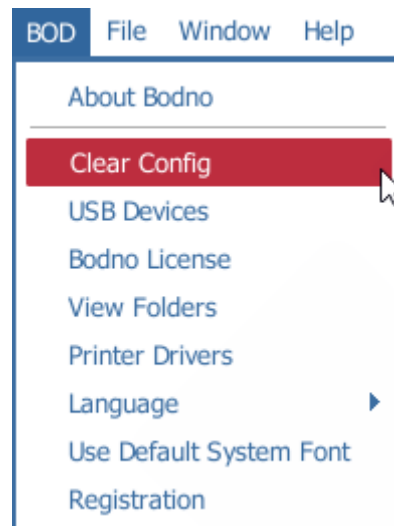 BOD File Window Help
About Bodno
Clear Config
USB Devices
Bodno License
View Folders
Printer Drivers
Language
Use Default System Font
Registration